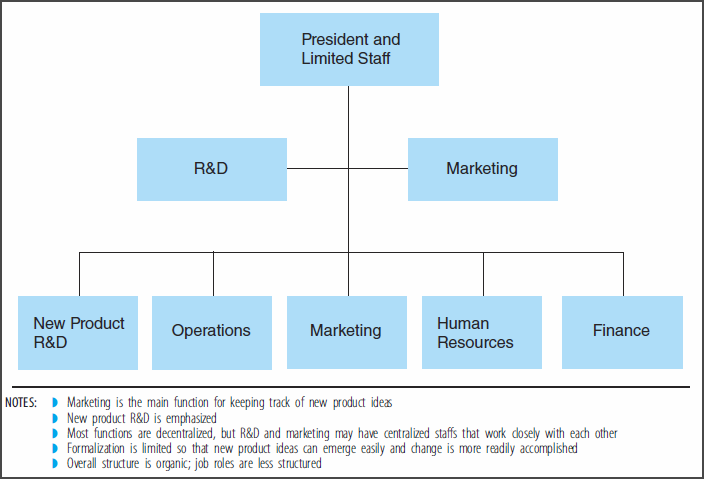 President and
Limited Staff
R&D
Marketing
New Product
R&D
Operations
Marketing
Human
Resources
Finance
NOTES: Marketing is the main function for keeping track of new product ideas
New product R&D is emphasized
Most functions are decentralized, but R&D and marketing may have centralized staffs that work closely with each other
Formalization is limited so that new product ideas can emerge easily and change is more readily accomplished
Overall structure is organic; job roles are less structured